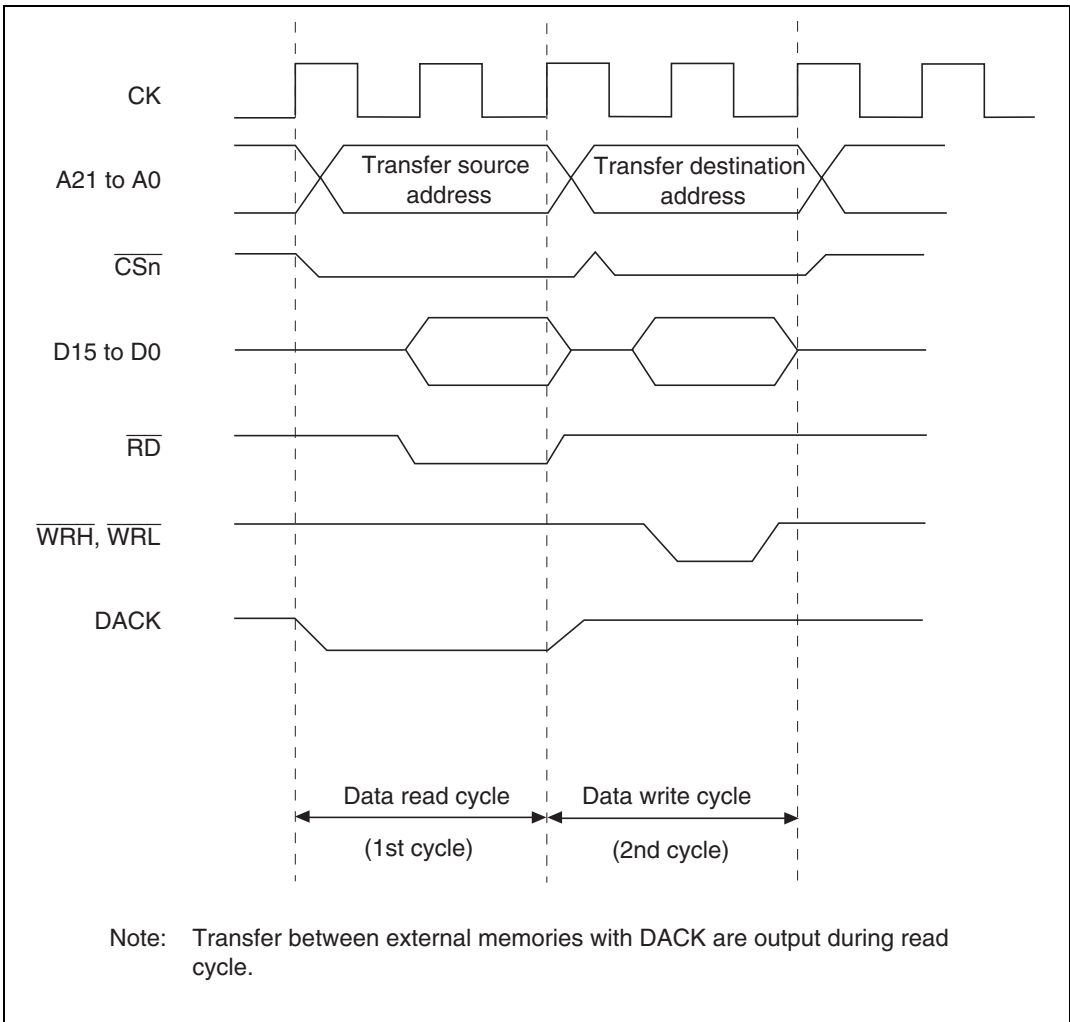 CK
A21 to A0
Transfer source
address
Transfer destination
address
CSn
D15 to D0
RD
WRH, WRL
DACK
Data read cycle
Data write cycle
(1st cycle)
(2nd cycle)
Note: Transfer between external memories with DACK are output during read
cycle.